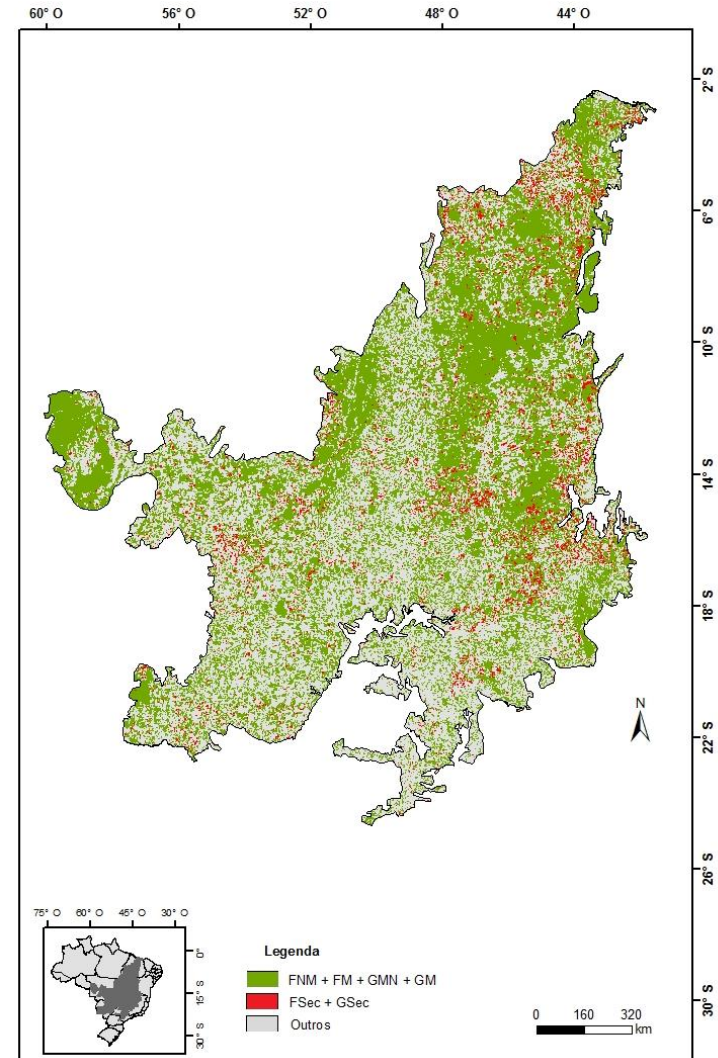 60° O 56° O 52° O 48° O 44° O
2° S
6° S
10° S
14° S
18° S
N
22° S
26° S
75° O 60° O 45° O 30° O
0°
15° S
30° S
Legenda
FNM + FM + GMN + GM
FSec + GSec
Outros
0 160 320
km
30° S